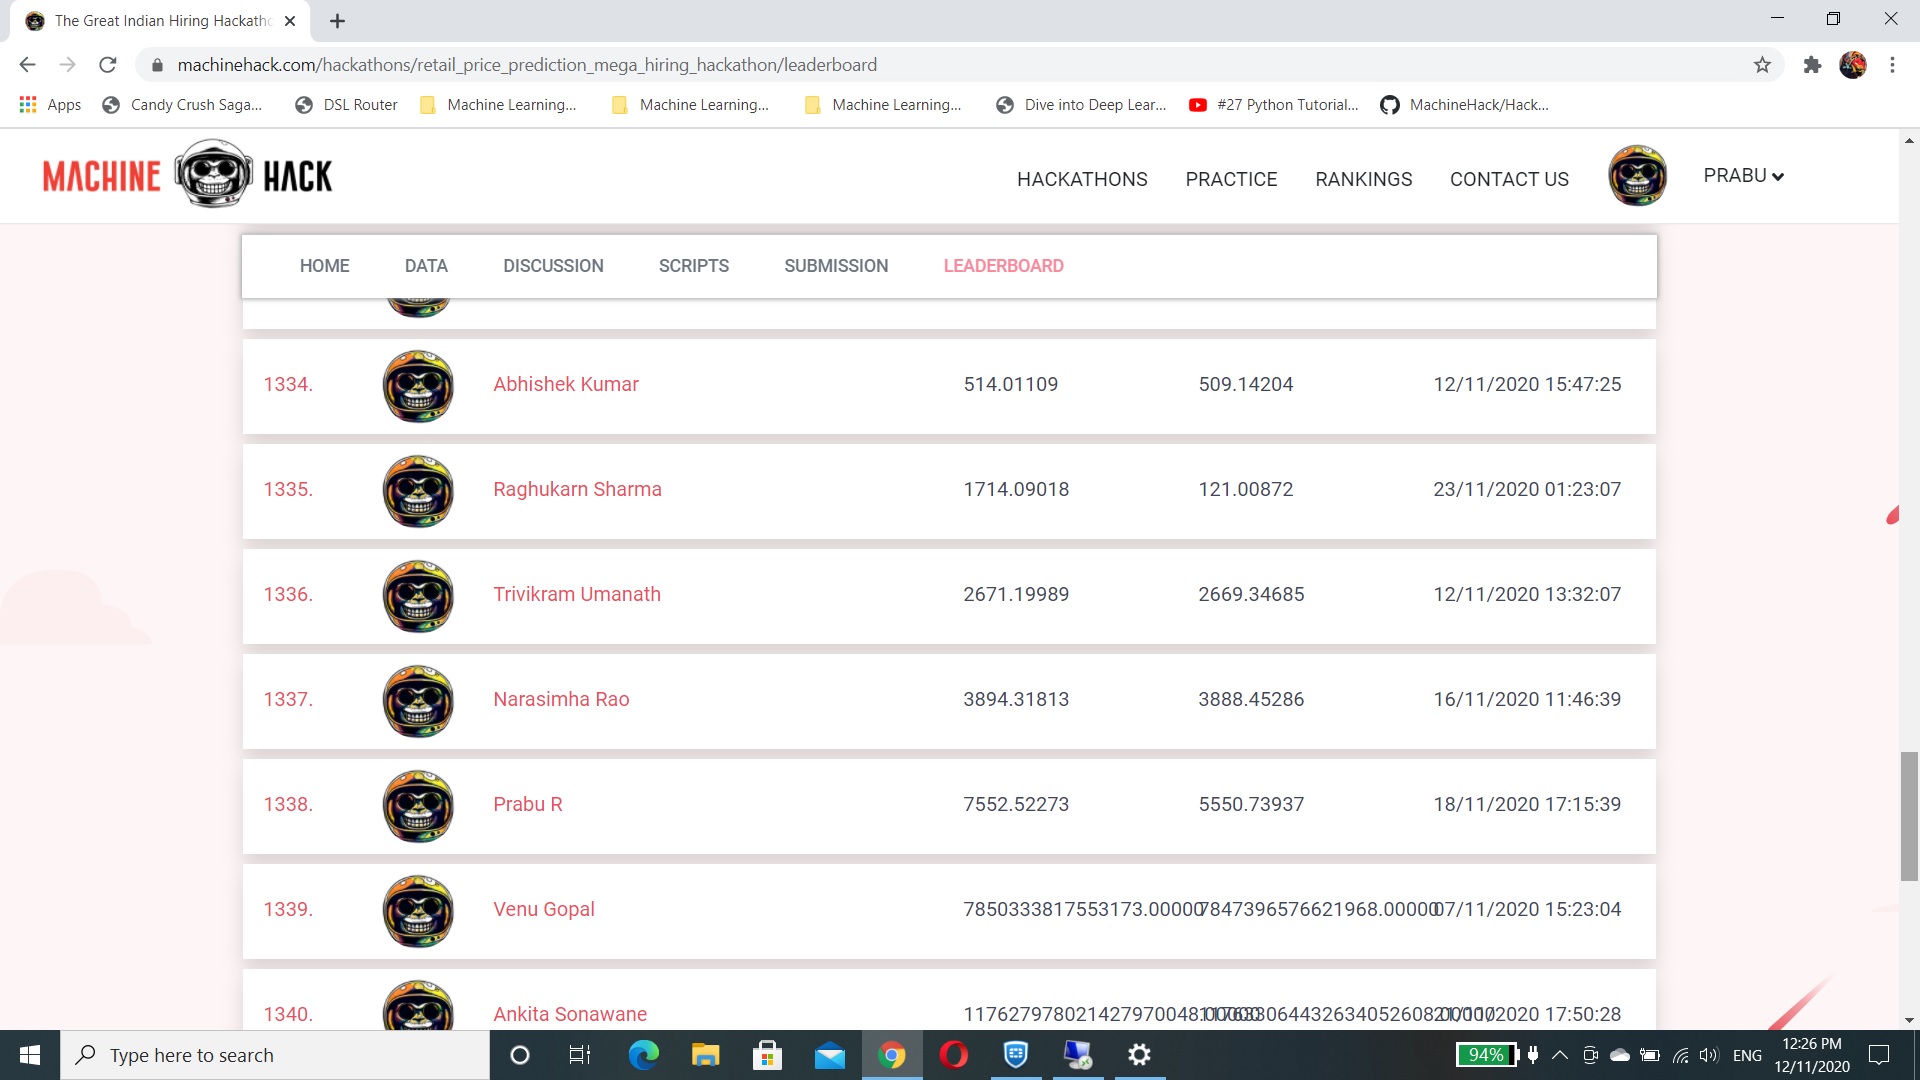 The Great Indian Hiring Hackatho
machinehack.com/hackathons/retail_price_prediction_mega_hiring_hackathon/leaderboard
Apps Candy Crush Saga... DSL Router Machine Learning... Machine Learning... Machine Learning... Dive into Deep Lear... #27 Python Tutorial... MachineHack/Hack...
MACHINE HACK HACKATHONS PRACTICE RANKINGS CONTACT US PRABU
HOME DATA DISCUSSION SCRIPTS SUBMISSION LEADERBOARD
1334. Abhishek Kumar 514.01109 509.14204 12/11/2020 15:47:25
1335. Raghukarn Sharma 1714.09018 121.00872 23/11/2020 01:23:07
1336. Trivikram Umanath 2671.19989 2669.34685 12/11/2020 13:32:07
1337. Narasimha Rao 3894.31813 3888.45286 16/11/2020 11:46:39
1338. Prabu R 7552.52273 5550.73937 18/11/2020 17:15:39
1339. Venu Gopal 7850333817553173.00000 7847396576621968.00000 07/11/2020 15:23:04
1340. Ankita Sonawane 17:50:28
Type here to search 94% ENG 12:26 PM
12/11/2020